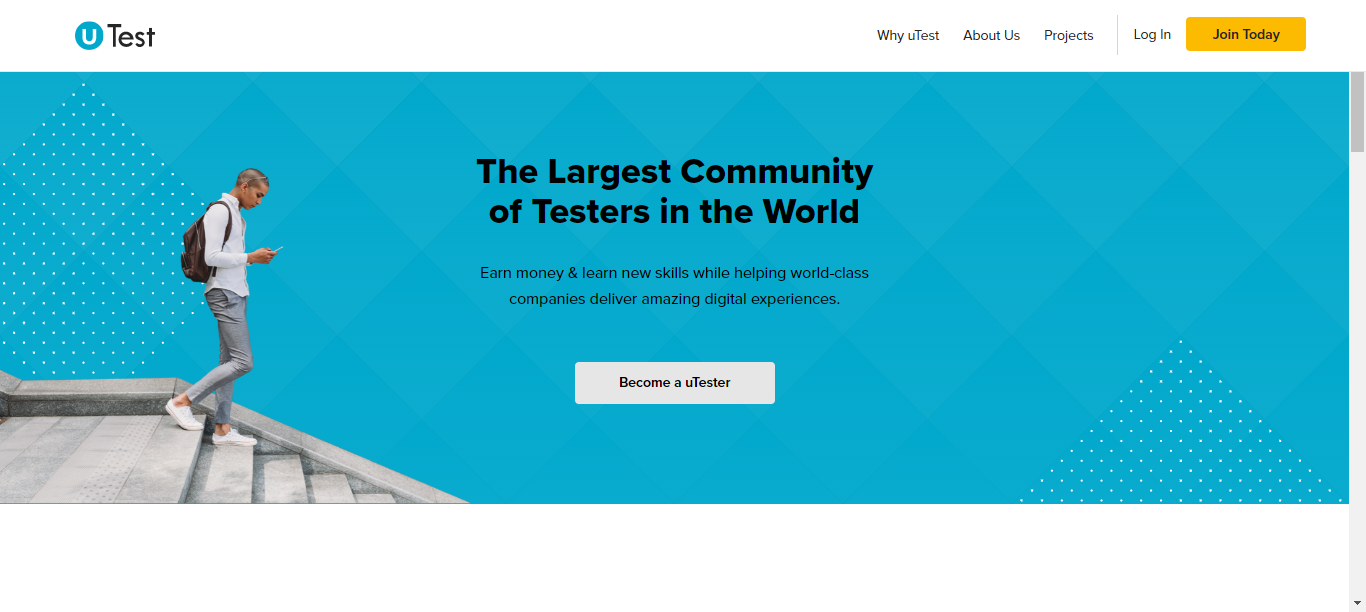 uTest
Why uTest
About Us
Projects
Log In
Join Today
The Largest Community
of Testers in the World
Earn money & learn new skills while helping world-class
companies deliver amazing digital experiences.
Become a uTester